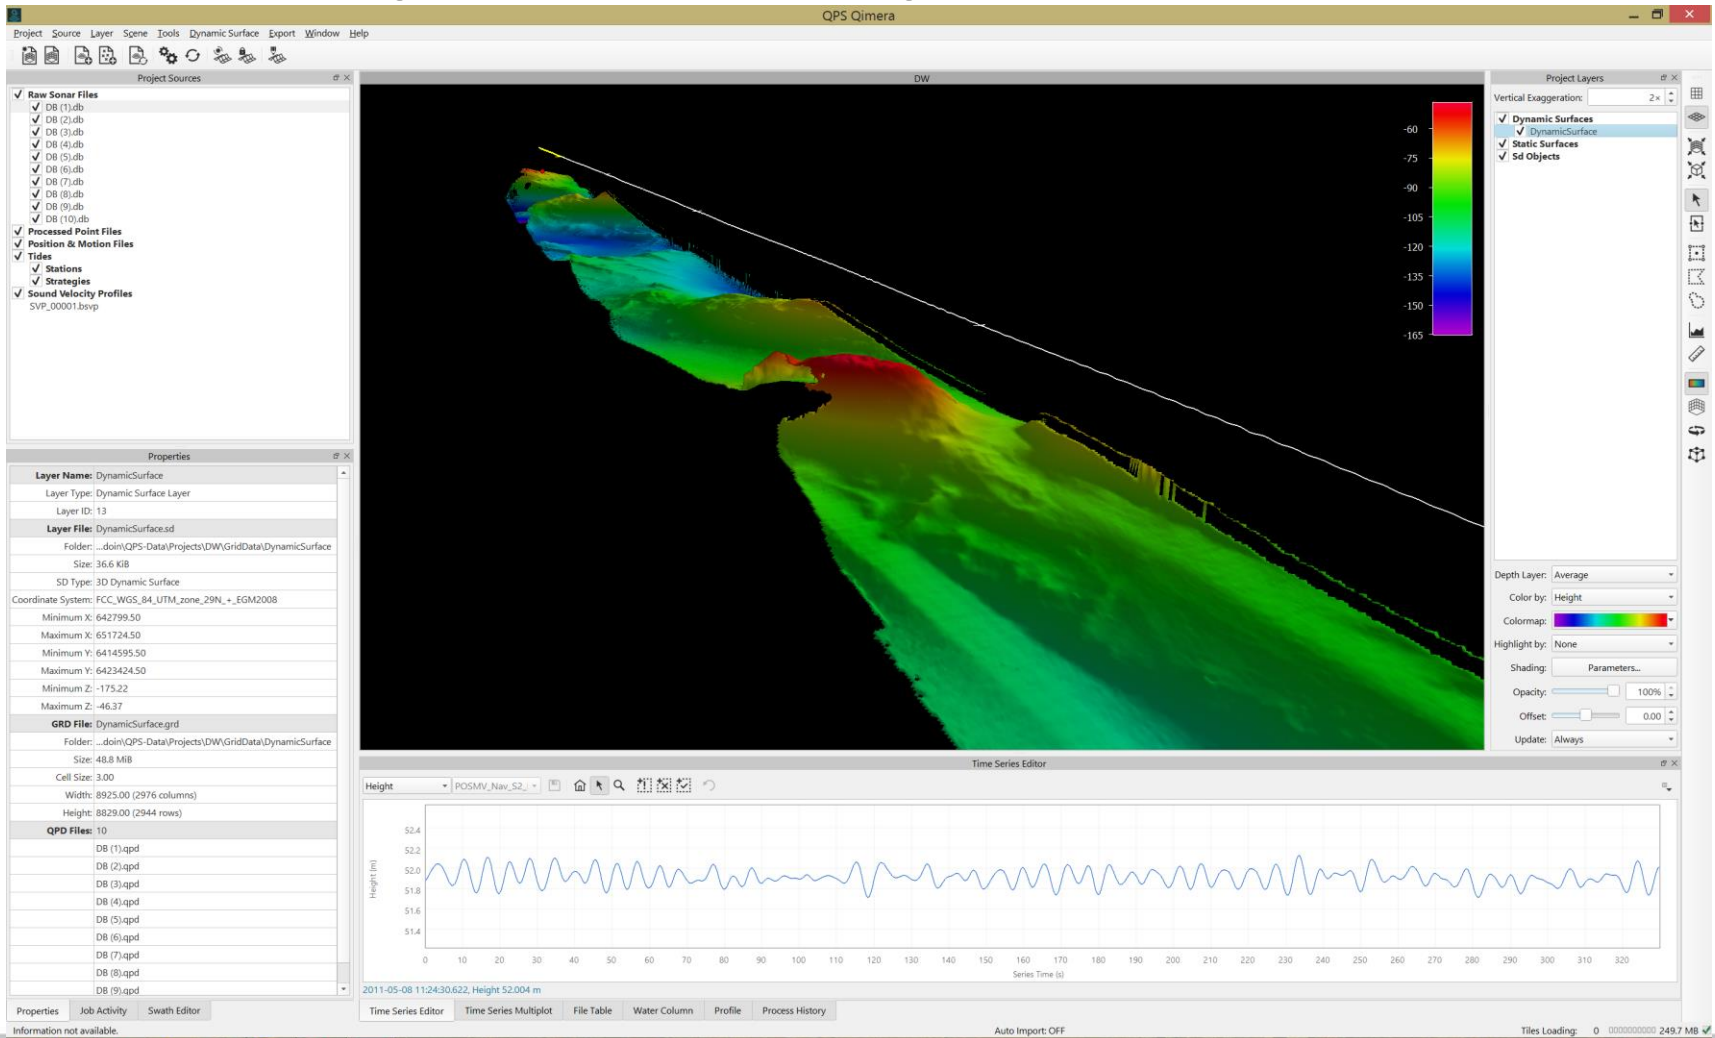 QPS Qimera
Project Source Layer Scene Tools Dynamic Surface Export Window Help
Project Sources
Raw Sonar Files
DB (1).db
DB (2).db
DB (3).db
DB (4).db
DB (5).db
DB (6).db
DB (7).db
DB (8).db
DB (9).db
DB (10).db
Processed Point Files
Position & Motion Files
Tides
Stations
Strategies
Sound Velocity Profiles
SVP_00001.bsvp
Properties
Layer Name: DynamicSurface
Layer Type: Dynamic Surface Layer
Layer ID: 13
Layer File: DynamicSurface.sd
Folder: ...doin\QPS-Data\Projects\DW\GridData\DynamicSurface
Size: 36.6 KiB
SD Type: 3D Dynamic Surface
Coordinate System: FCC_WGS_84_UTM_zone_29N_+_EGM2008
Minimum X: 642799.50
Maximum X: 651724.50
Minimum Y: 6414595.50
Maximum Y: 6423424.50
Minimum Z: -175.22
Maximum Z: -46.37
GRD File: DynamicSurface.grd
Folder: ...doin\QPS-Data\Projects\DW\GridData\DynamicSurface
Size: 48.8 MiB
Cell Size: 3.00
Width: 8925.00 (2976 columns)
Height: 8829.00 (2944 rows)
QPD Files: 10
DB (1).qpd
DB (2).qpd
DB (3).qpd
DB (4).qpd
DB (5).qpd
DB (6).qpd
DB (7).qpd
DB (8).qpd
DB (9).qpd
Properties Job Activity Swath Editor
Information not available.
DW
-60
-75
-90
-105
-120
-135
-150
-165
Time Series Editor
Height POSMV_Nav_S2_
52.4
52.2
52.0
51.8
51.6
51.4
Height (m)
0 10 20 30 40 50 60 70 80 90 100 110 120 130 140 150 160 170 180 190 200 210 220 230 240 250 260 270 280 290 300 310 320
Series Time (s)
2011-05-08 11:24:30.622, Height 52.004 m
Time Series Editor Time Series Multiplot File Table Water Column Profile Process History
Auto Import: OFF
Project Layers
Vertical Exaggeration: 2×
Dynamic Surfaces
DynamicSurface
Static Surfaces
Sd Objects
Depth Layer: Average
Color by: Height
Colormap:
Highlight by: None
Shading: Parameters...
Opacity: 100%
Offset: 0.00
Update: Always
Tiles Loading: 0 0000000000 249.7 MB